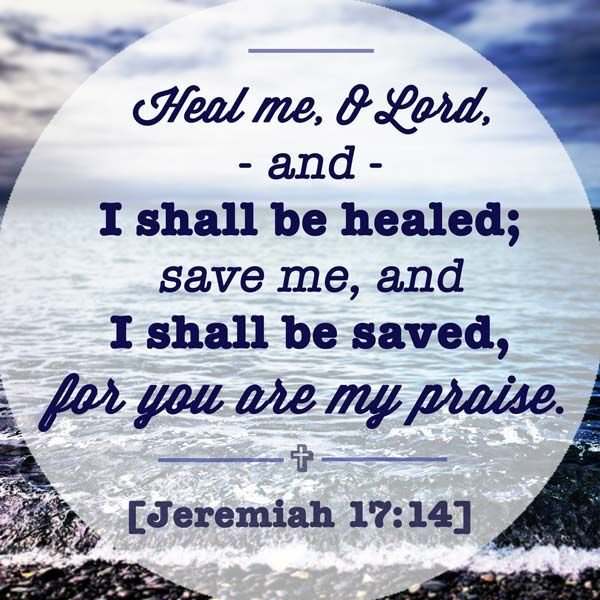 Heal me, O Lord,
- and -
I shall be healed;
save me, and
I shall be saved,
for you are my praise.
[Jeremiah 17:14]